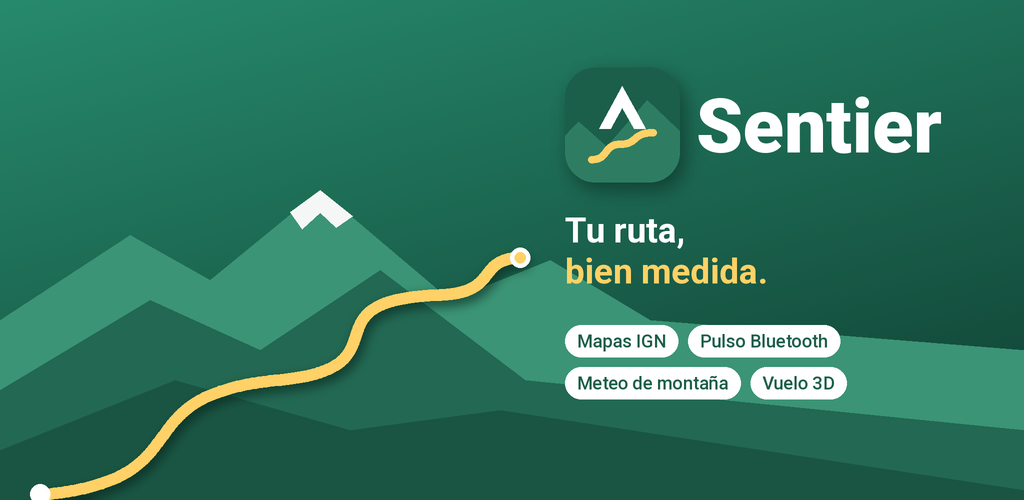 Sentier
Tu ruta,
bien medida.
Mapas IGN
Pulso Bluetooth
Meteo de montaña
Vuelo 3D